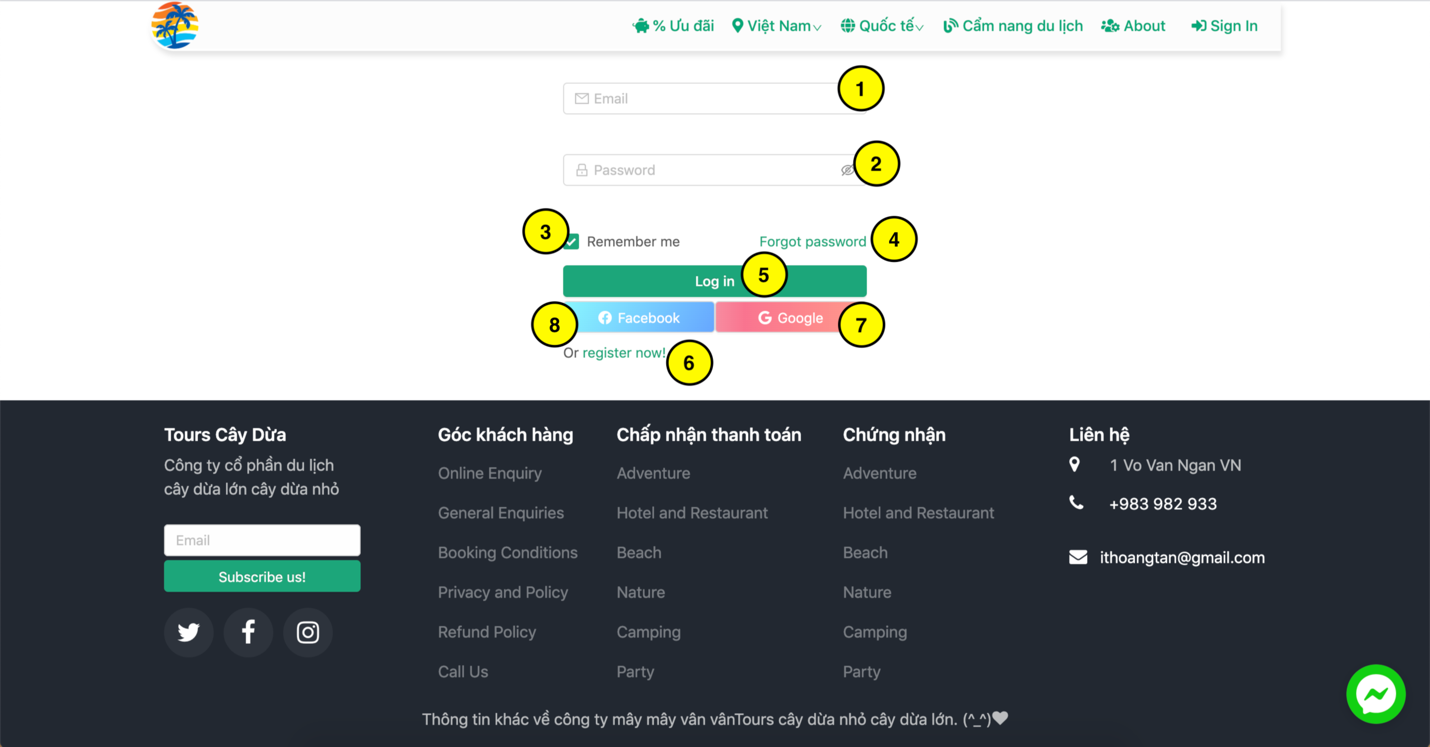 % Ưu đãi Việt Nam Quốc tế Cẩm nang du lịch About Sign In
1
Email
2
Password
3
Remember me
Forgot password
4
Log in
5
8
Facebook
Google
7
Or register now!
6
Tours Cây Dừa
Công ty cổ phần du lịch
cây dừa lớn cây dừa nhỏ
Email
Subscribe us!
Góc khách hàng
Online Enquiry
General Enquiries
Booking Conditions
Privacy and Policy
Refund Policy
Call Us
Chấp nhận thanh toán
Adventure
Hotel and Restaurant
Beach
Nature
Camping
Party
Chứng nhận
Adventure
Hotel and Restaurant
Beach
Nature
Camping
Party
Liên hệ
1 Vo Van Ngan VN
+983 982 933
ithoangtan@gmail.com
Thông tin khác về công ty mây mây vân vânTours cây dừa nhỏ cây dừa lớn. (^_^)